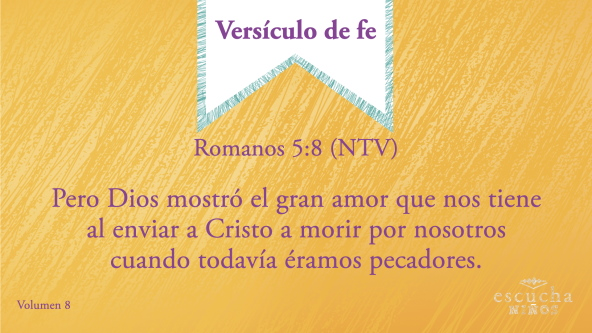 Versículo de fe
Romanos 5:8 (NTV)
Pero Dios mostró el gran amor que nos tiene
al enviar a Cristo a morir por nosotros
cuando todavía éramos pecadores.
escucha
NIÑOS
Volumen 8